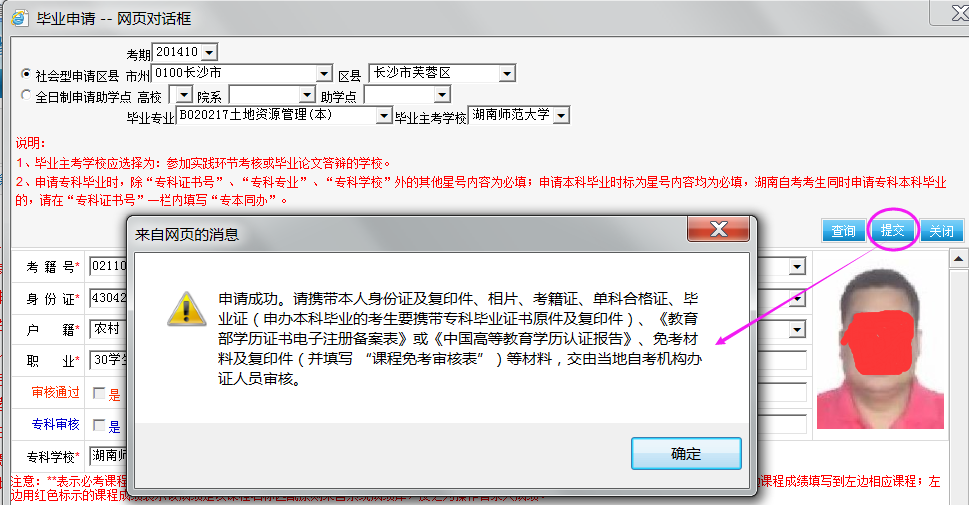 毕业申请 -- 网页对话框
考期 201410
社会型申请区县 市州 0100长沙市 区县 长沙市芙蓉区
全日制申请助学点 高校 院系 助学点
毕业专业 B020217土地资源管理(本) 毕业主考学校 湖南师范大学
说明：
1、毕业主考学校应选择为：参加实践环节考核或毕业论文答辩的学校。
2、申请专科毕业时，除“专科证书号”、“专科专业”、“专科学校”外的其他星号内容为必填；申请本科毕业时标为星号内容均为必填，湖南自考考生同时申请专科本科毕业
的，请在“专科证书号”一栏内填写“专本同办”。
查询 提交 关闭
来自网页的消息
考 籍 号* 02110
身 份 证* 43042
户 籍* 农村
职 业* 30学生
审核通过 是
专科审核 是
专科学校* 湖南师
申请成功。请携带本人身份证及复印件、相片、考籍证、单科合格证、毕
业证（申办本科毕业的考生要携带专科毕业证书原件及复印件）、《教育
部学历证书电子注册备案表》或《中国高等教育学历认证报告》、免考材
料及复印件（并填写 “课程免考审核表”）等材料，交由当地自考机构办
证人员审核。
确定
注意：**表示必考课程 课程成绩填写到左边相应课程；左
边用红色标示的课程成绩表示